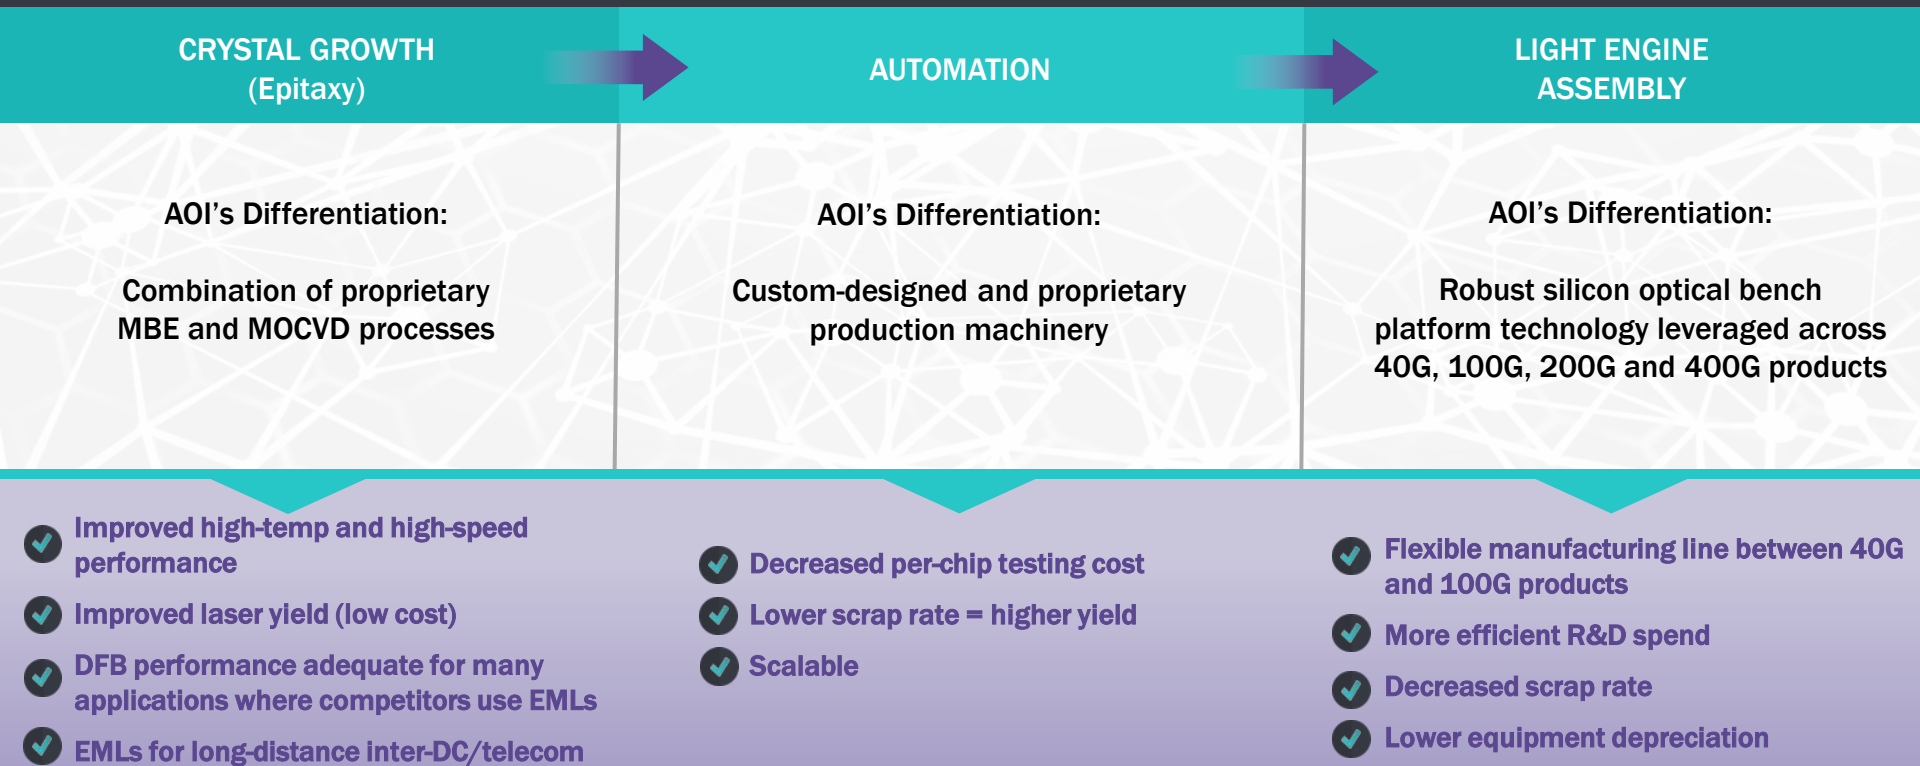 CRYSTAL GROWTH
(Epitaxy)
AUTOMATION
LIGHT ENGINE
ASSEMBLY
AOI's Differentiation:
Combination of proprietary
MBE and MOCVD processes
AOI's Differentiation:
Custom-designed and proprietary
production machinery
AOI's Differentiation:
Robust silicon optical bench
platform technology leveraged across
40G, 100G, 200G and 400G products
Improved high-temp and high-speed
performance
Improved laser yield (low cost)
DFB performance adequate for many
applications where competitors use EMLs
EMLs for long-distance inter-DC/telecom
Decreased per-chip testing cost
Lower scrap rate = higher yield
Scalable
Flexible manufacturing line between 40G
and 100G products
More efficient R&D spend
Decreased scrap rate
Lower equipment depreciation